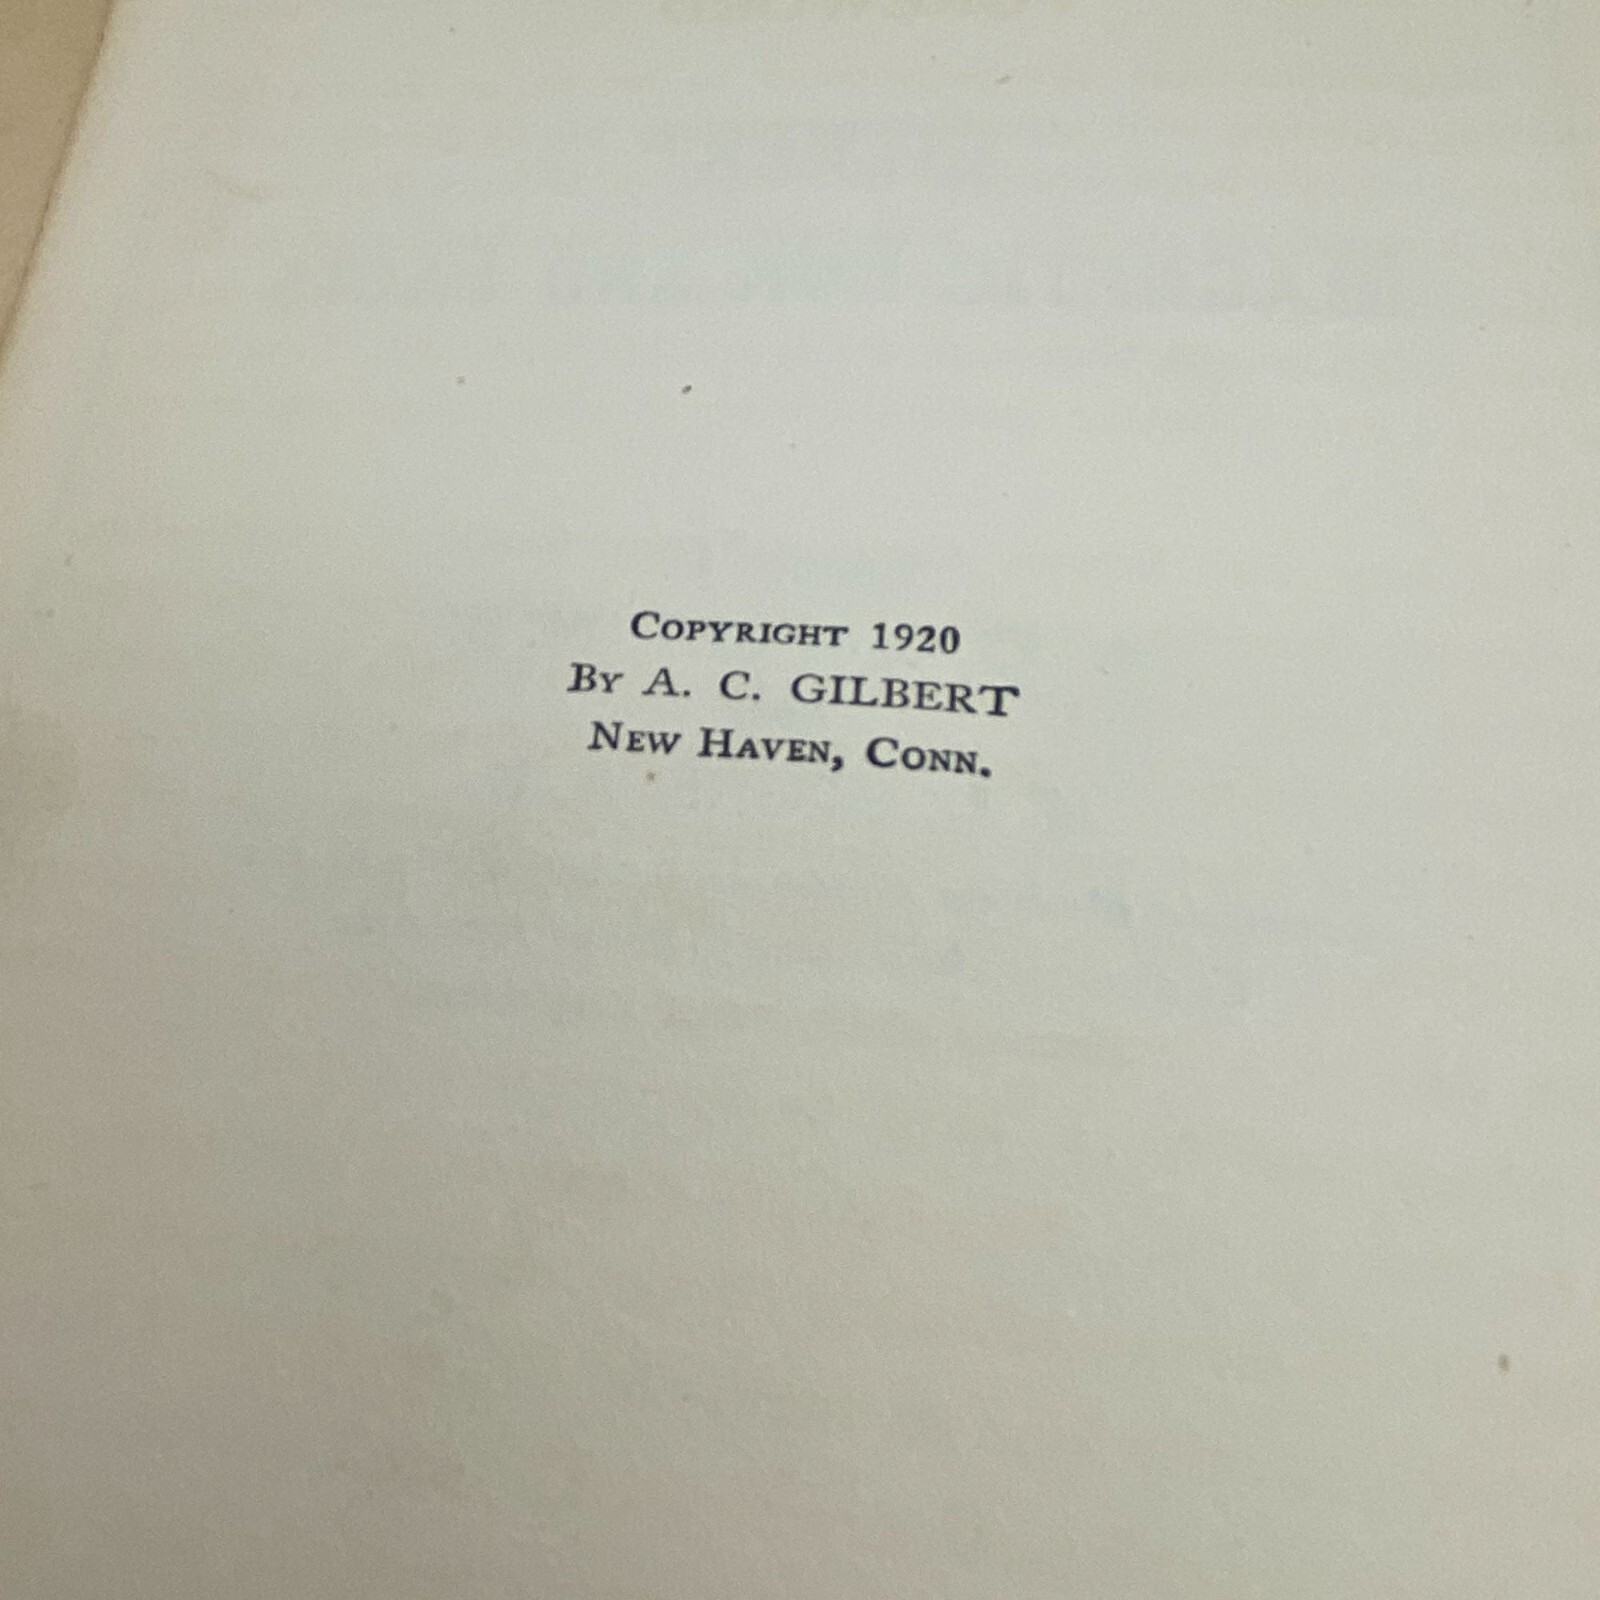 Copyright 1920
By A. C. GILBERT
New Haven, Conn.